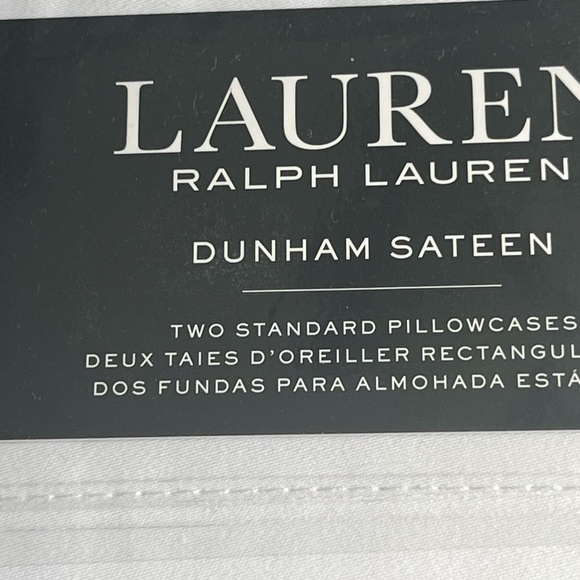 LAUREN
RALPH LAUREN
DUNHAM SATEEN
TWO STANDARD PILLOWCASES
DEUX TAIES D'OREILLER RECTANGUL
DOS FUNDAS PARA ALMOHADA ESTÁ